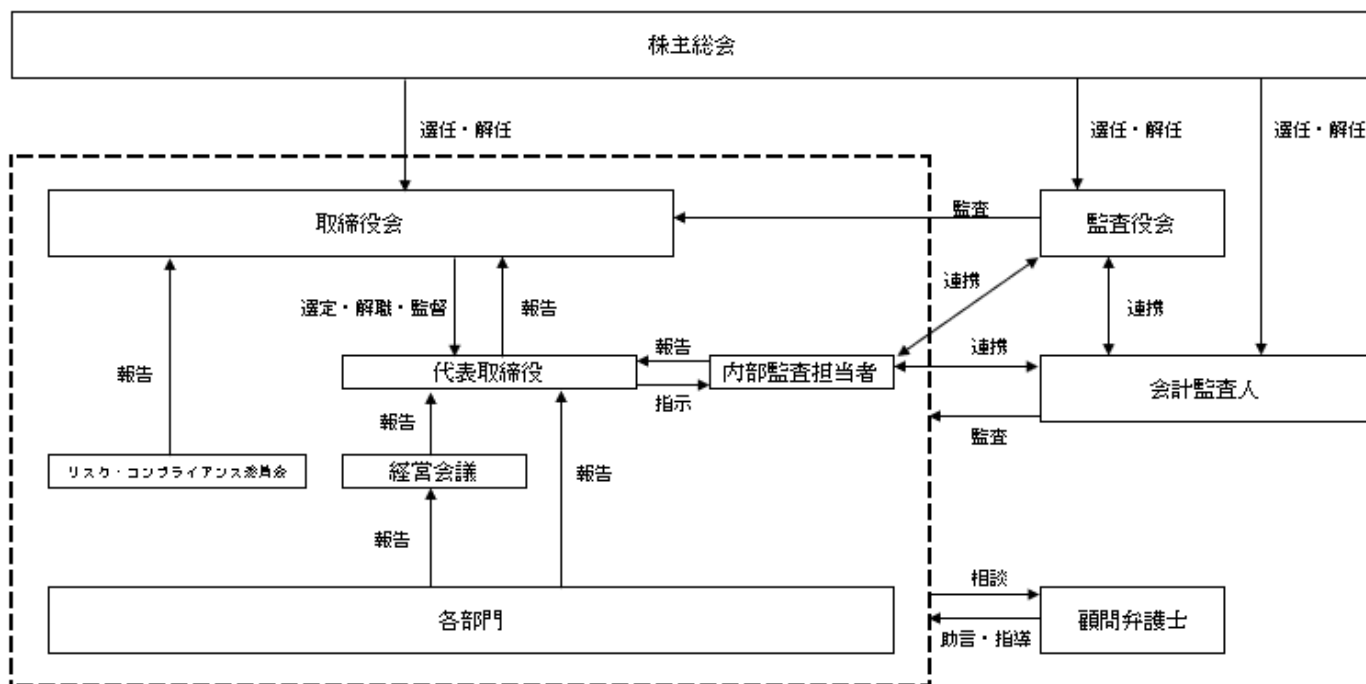 株主総会
選任・解任
選任・解任
選任・解任
取締役会
監査
監査役会
選定・解職・監督
報告
連携
連携
報告
代表取締役
報告
指示
内部監査担当者
連携
会計監査人
監査
報告
リスク・コンプライアンス委員会
経営会議
報告
報告
各部門
相談
助言・指導
顧問弁護士